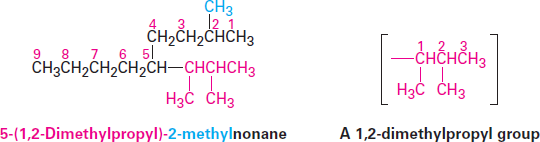 CH3
4 3 2 1
CH2CH2CHCH3
9 8 7 6 5
CH3CH2CH2CH2CH—CHCHCH3
H3C CH3
1 2 3
—CHCHCH3
H3C CH3
5-(1,2-Dimethylpropyl)-2-methylnonane
A 1,2-dimethylpropyl group